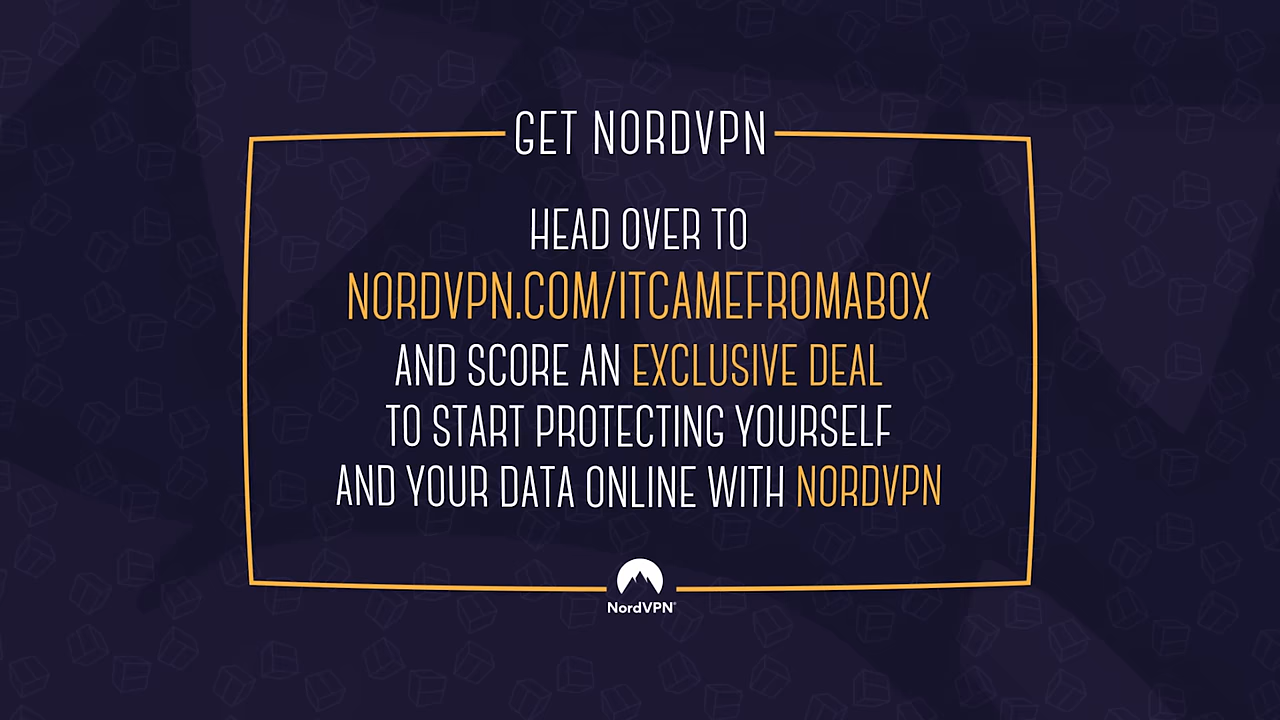 GET NORDVPN
HEAD OVER TO
NORDVPN.COM/ITCAMEFROMABOX
AND SCORE AN EXCLUSIVE DEAL
TO START PROTECTING YOURSELF
AND YOUR DATA ONLINE WITH NORDVPN
NordVPN®